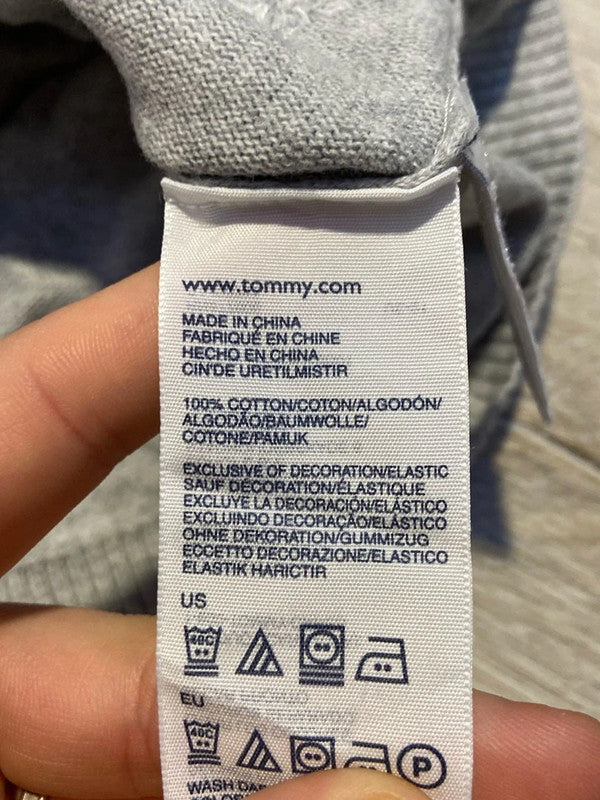 www.tommy.com
MADE IN CHINA
FABRIQUÉ EN CHINE
HECHO EN CHINA
CIN'DE URETILMISTIR
100% COTTON/COTON/ALGODÓN/
ALGODÃO/BAUMWOLLE/
COTONE/PAMUK
EXCLUSIVE OF DECORATION/ELASTIC
SAUF DÉCORATION/ÉLASTIQUE
EXCLUYE LA DECORACIÓN/ELÁSTICO
EXCLUINDO DECORAÇÃO/ELÁSTICO
OHNE DEKORATION/GUMMIZUG
ECCETTO DECORAZIONE/ELASTICO
ELASTIK HARICTIR
US
40C
EU
40C P
WASH